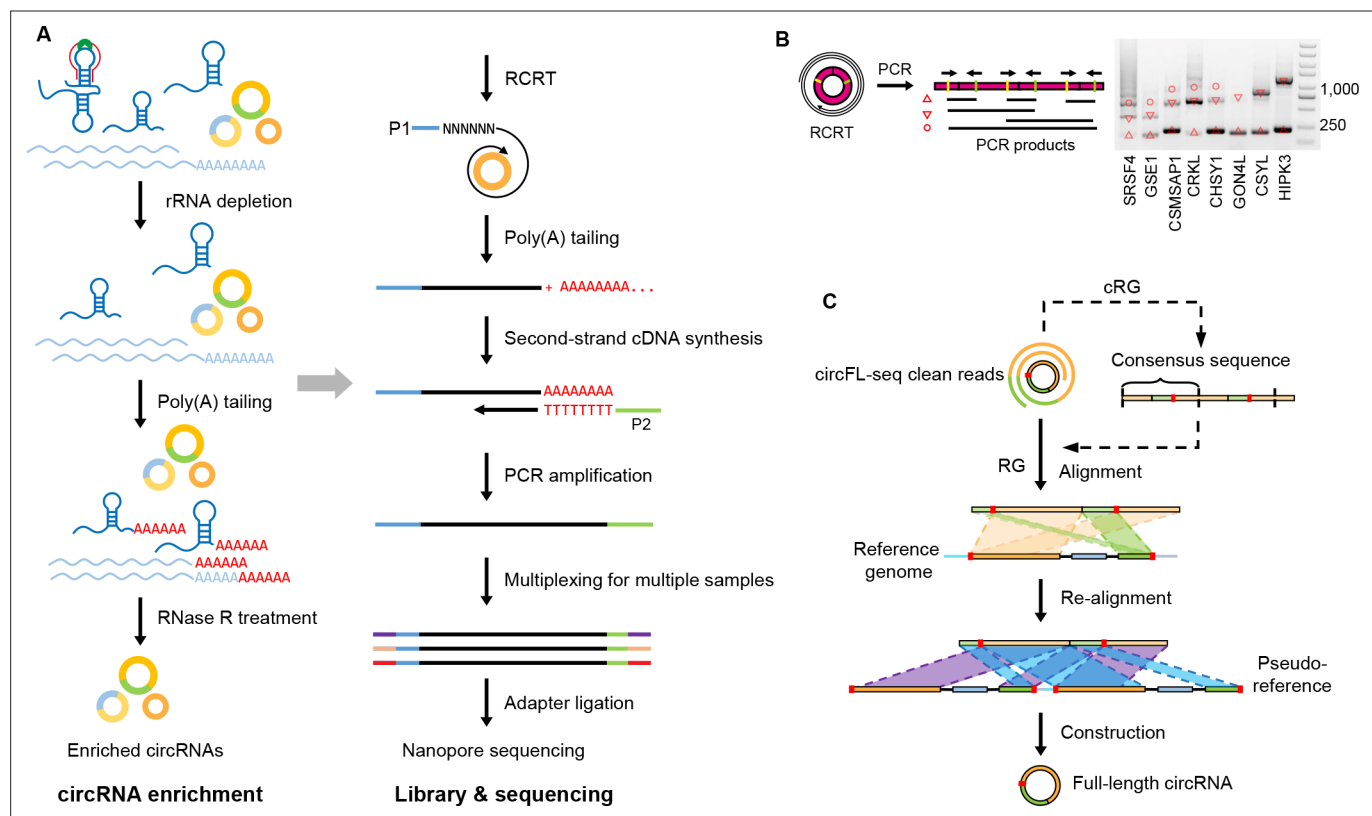 A
rRNA depletion
AAAAAAAA
Poly(A) tailing
AAAAAAAA
AAAAAA
AAAAAA
AAAAAA
AAAAAAAAAAA
RNase R treatment
Enriched circRNAs
circRNA enrichment
RCRT
P1
NNNNNN
Poly(A) tailing
+ AAAAAAAA...
Second-strand cDNA synthesis
AAAAAAAA
TTTTTTTT
P2
PCR amplification
Multiplexing for multiple samples
Adapter ligation
Nanopore sequencing
Library & sequencing
B
PCR
RCRT
PCR products
1,000
250
SRSF4
GSE1
CSMSAP1
CRKL
CHSY1
GON4L
CSYL
HIPK3
C
cRG
Consensus sequence
circFL-seq clean reads
RG
Alignment
Reference
genome
Re-alignment
Pseudo-
reference
Construction
Full-length circRNA